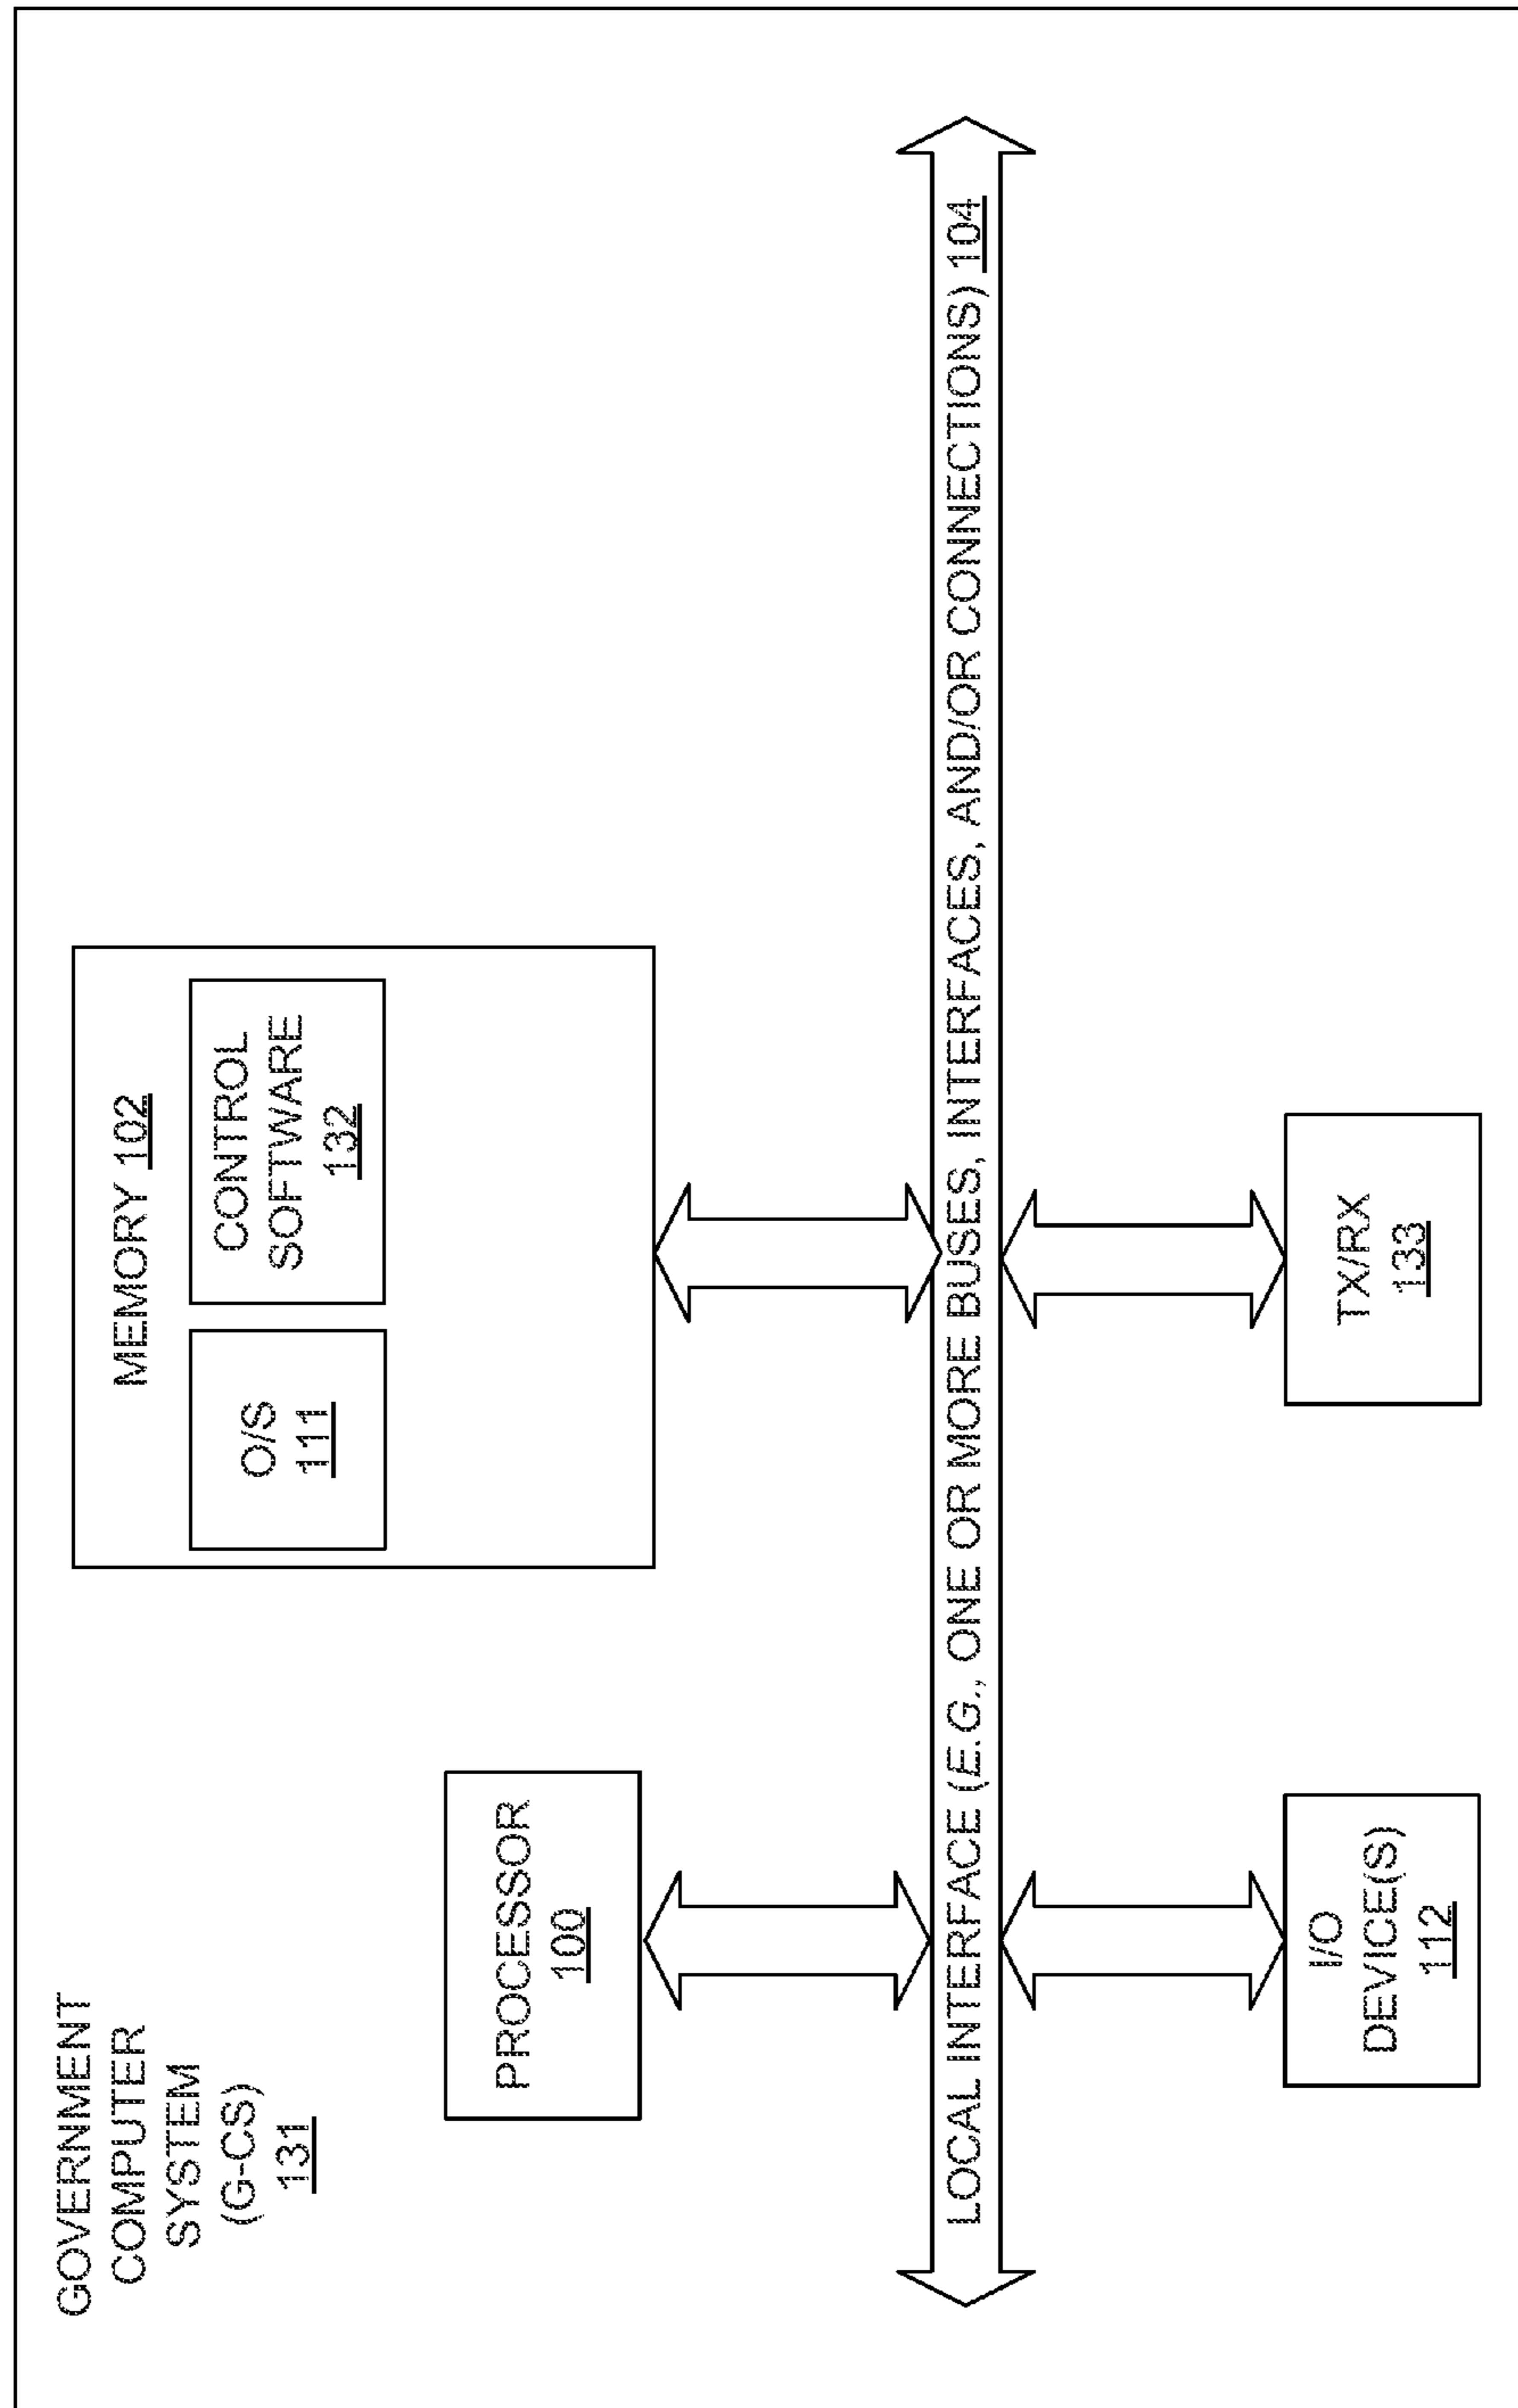 GOVERNMENT
COMPUTER
SYSTEM
(G-CS)
131
PROCESSOR
100
MEMORY 102
O/S
111
CONTROL
SOFTWARE
132
LOCAL INTERFACE (E.G., ONE OR MORE BUSES, INTERFACES, AND/OR CONNECTIONS) 104
I/O
DEVICE(S)
112
TX/RX
133